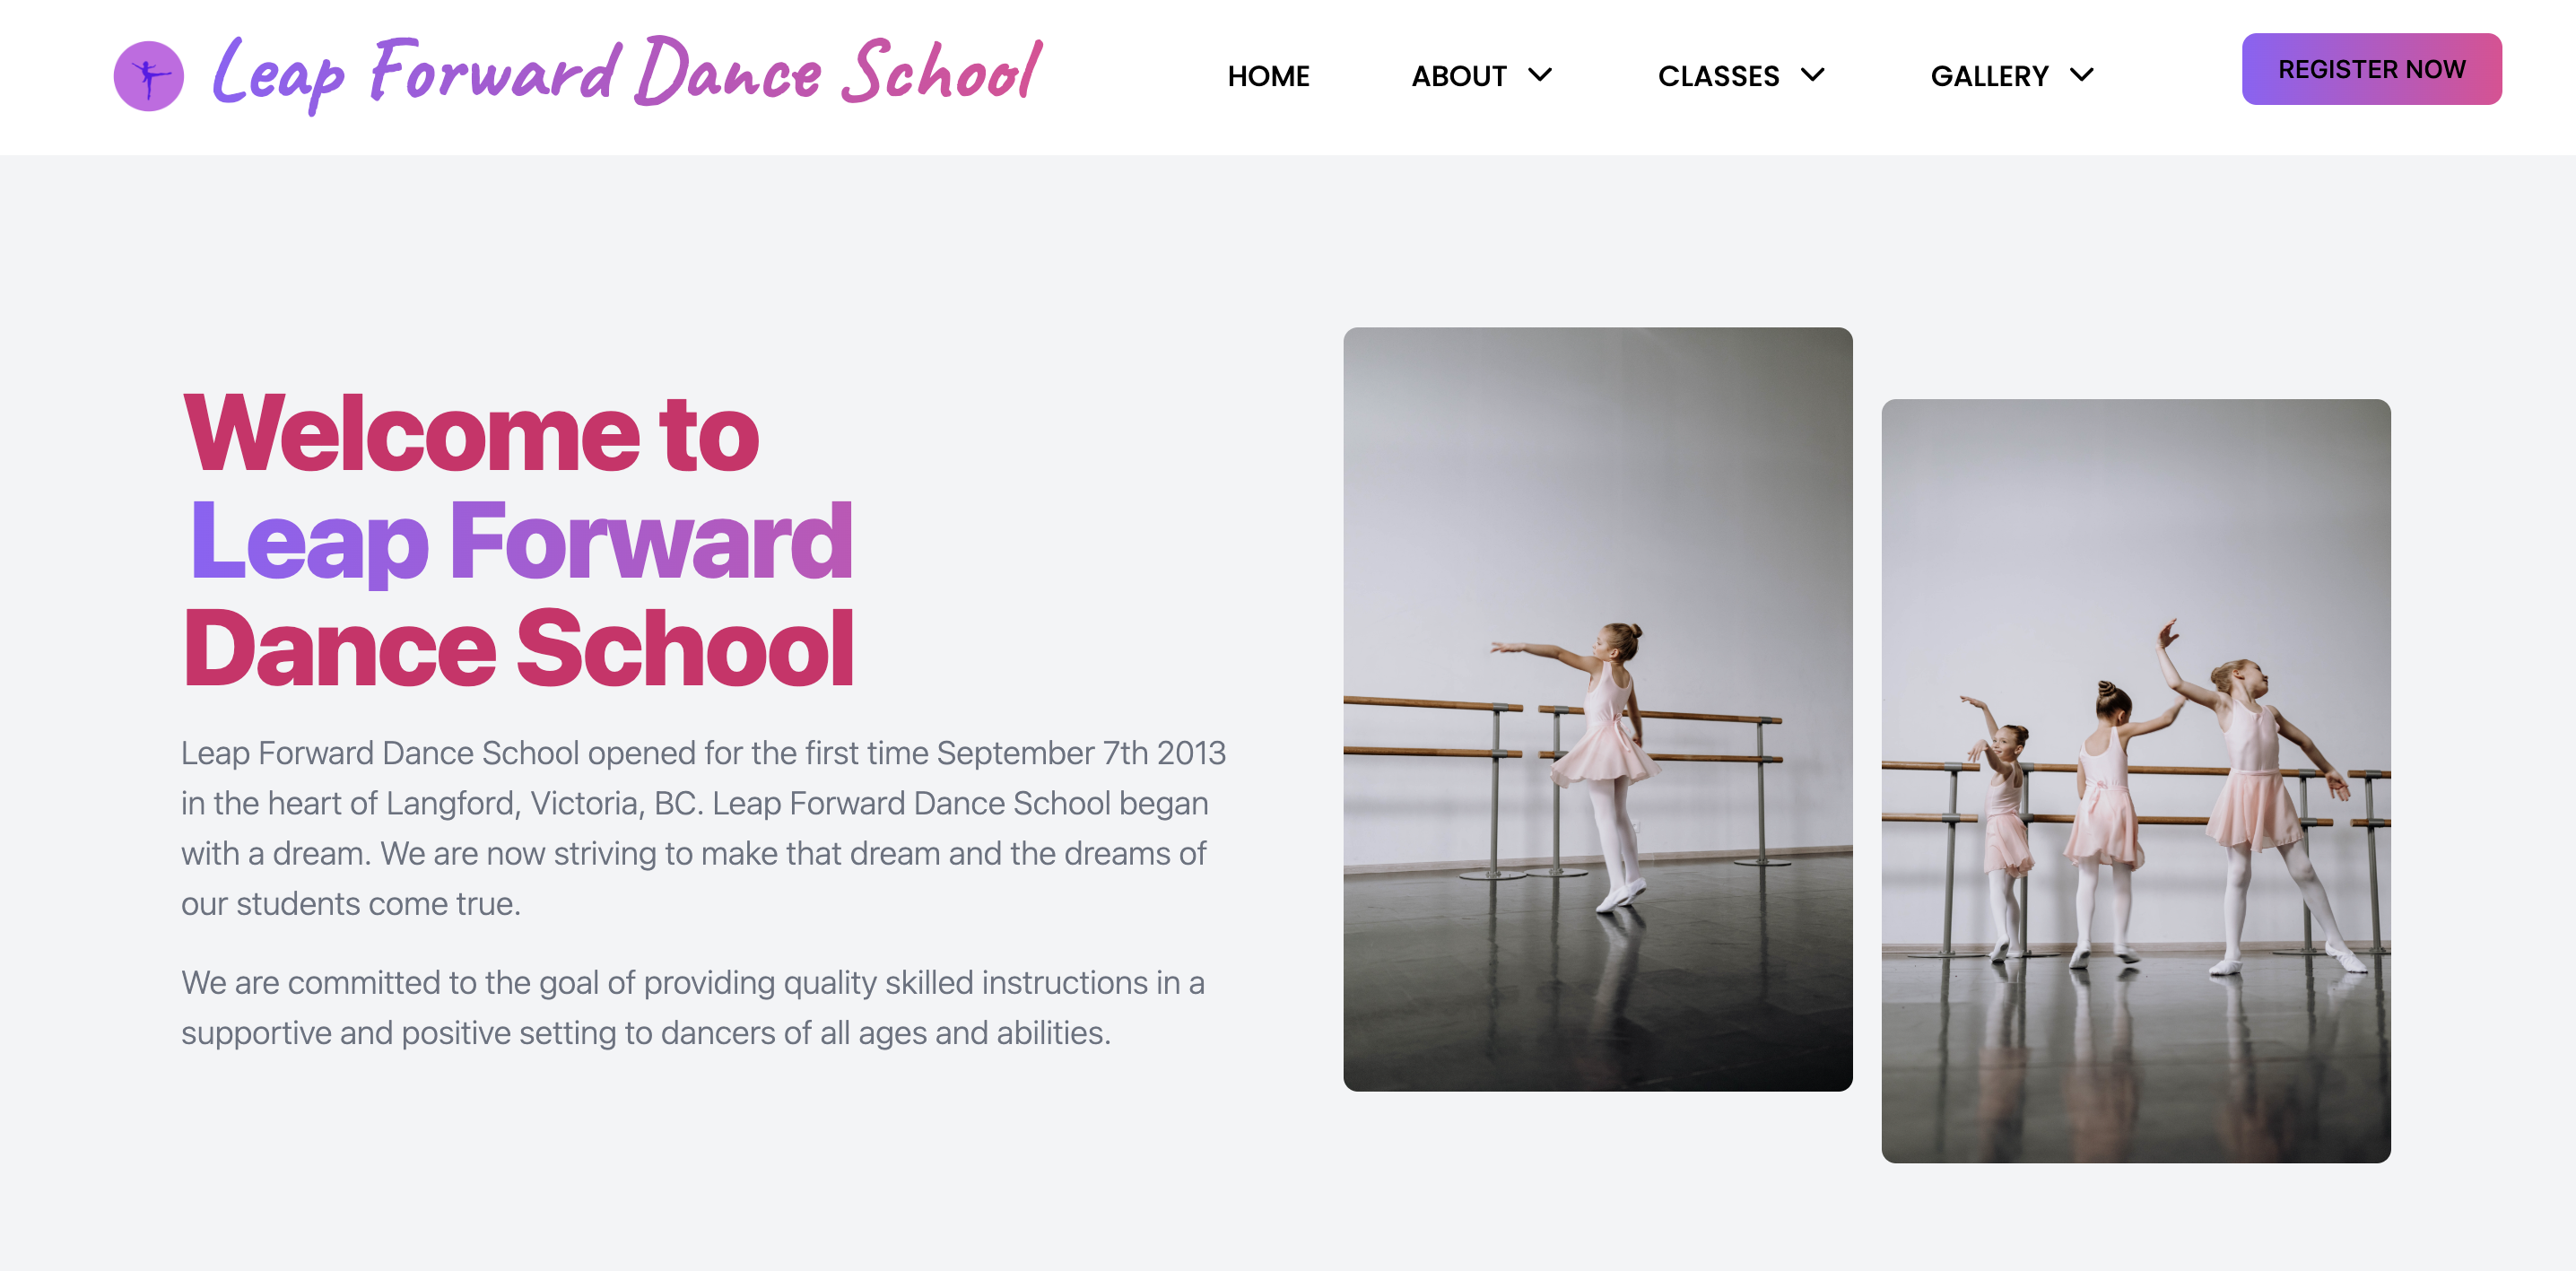 Leap Forward Dance School
HOME
ABOUT
CLASSES
GALLERY
REGISTER NOW
Welcome to
Leap Forward
Dance School
Leap Forward Dance School opened for the first time September 7th 2013
in the heart of Langford, Victoria, BC. Leap Forward Dance School began
with a dream. We are now striving to make that dream and the dreams of
our students come true.
We are committed to the goal of providing quality skilled instructions in a
supportive and positive setting to dancers of all ages and abilities.